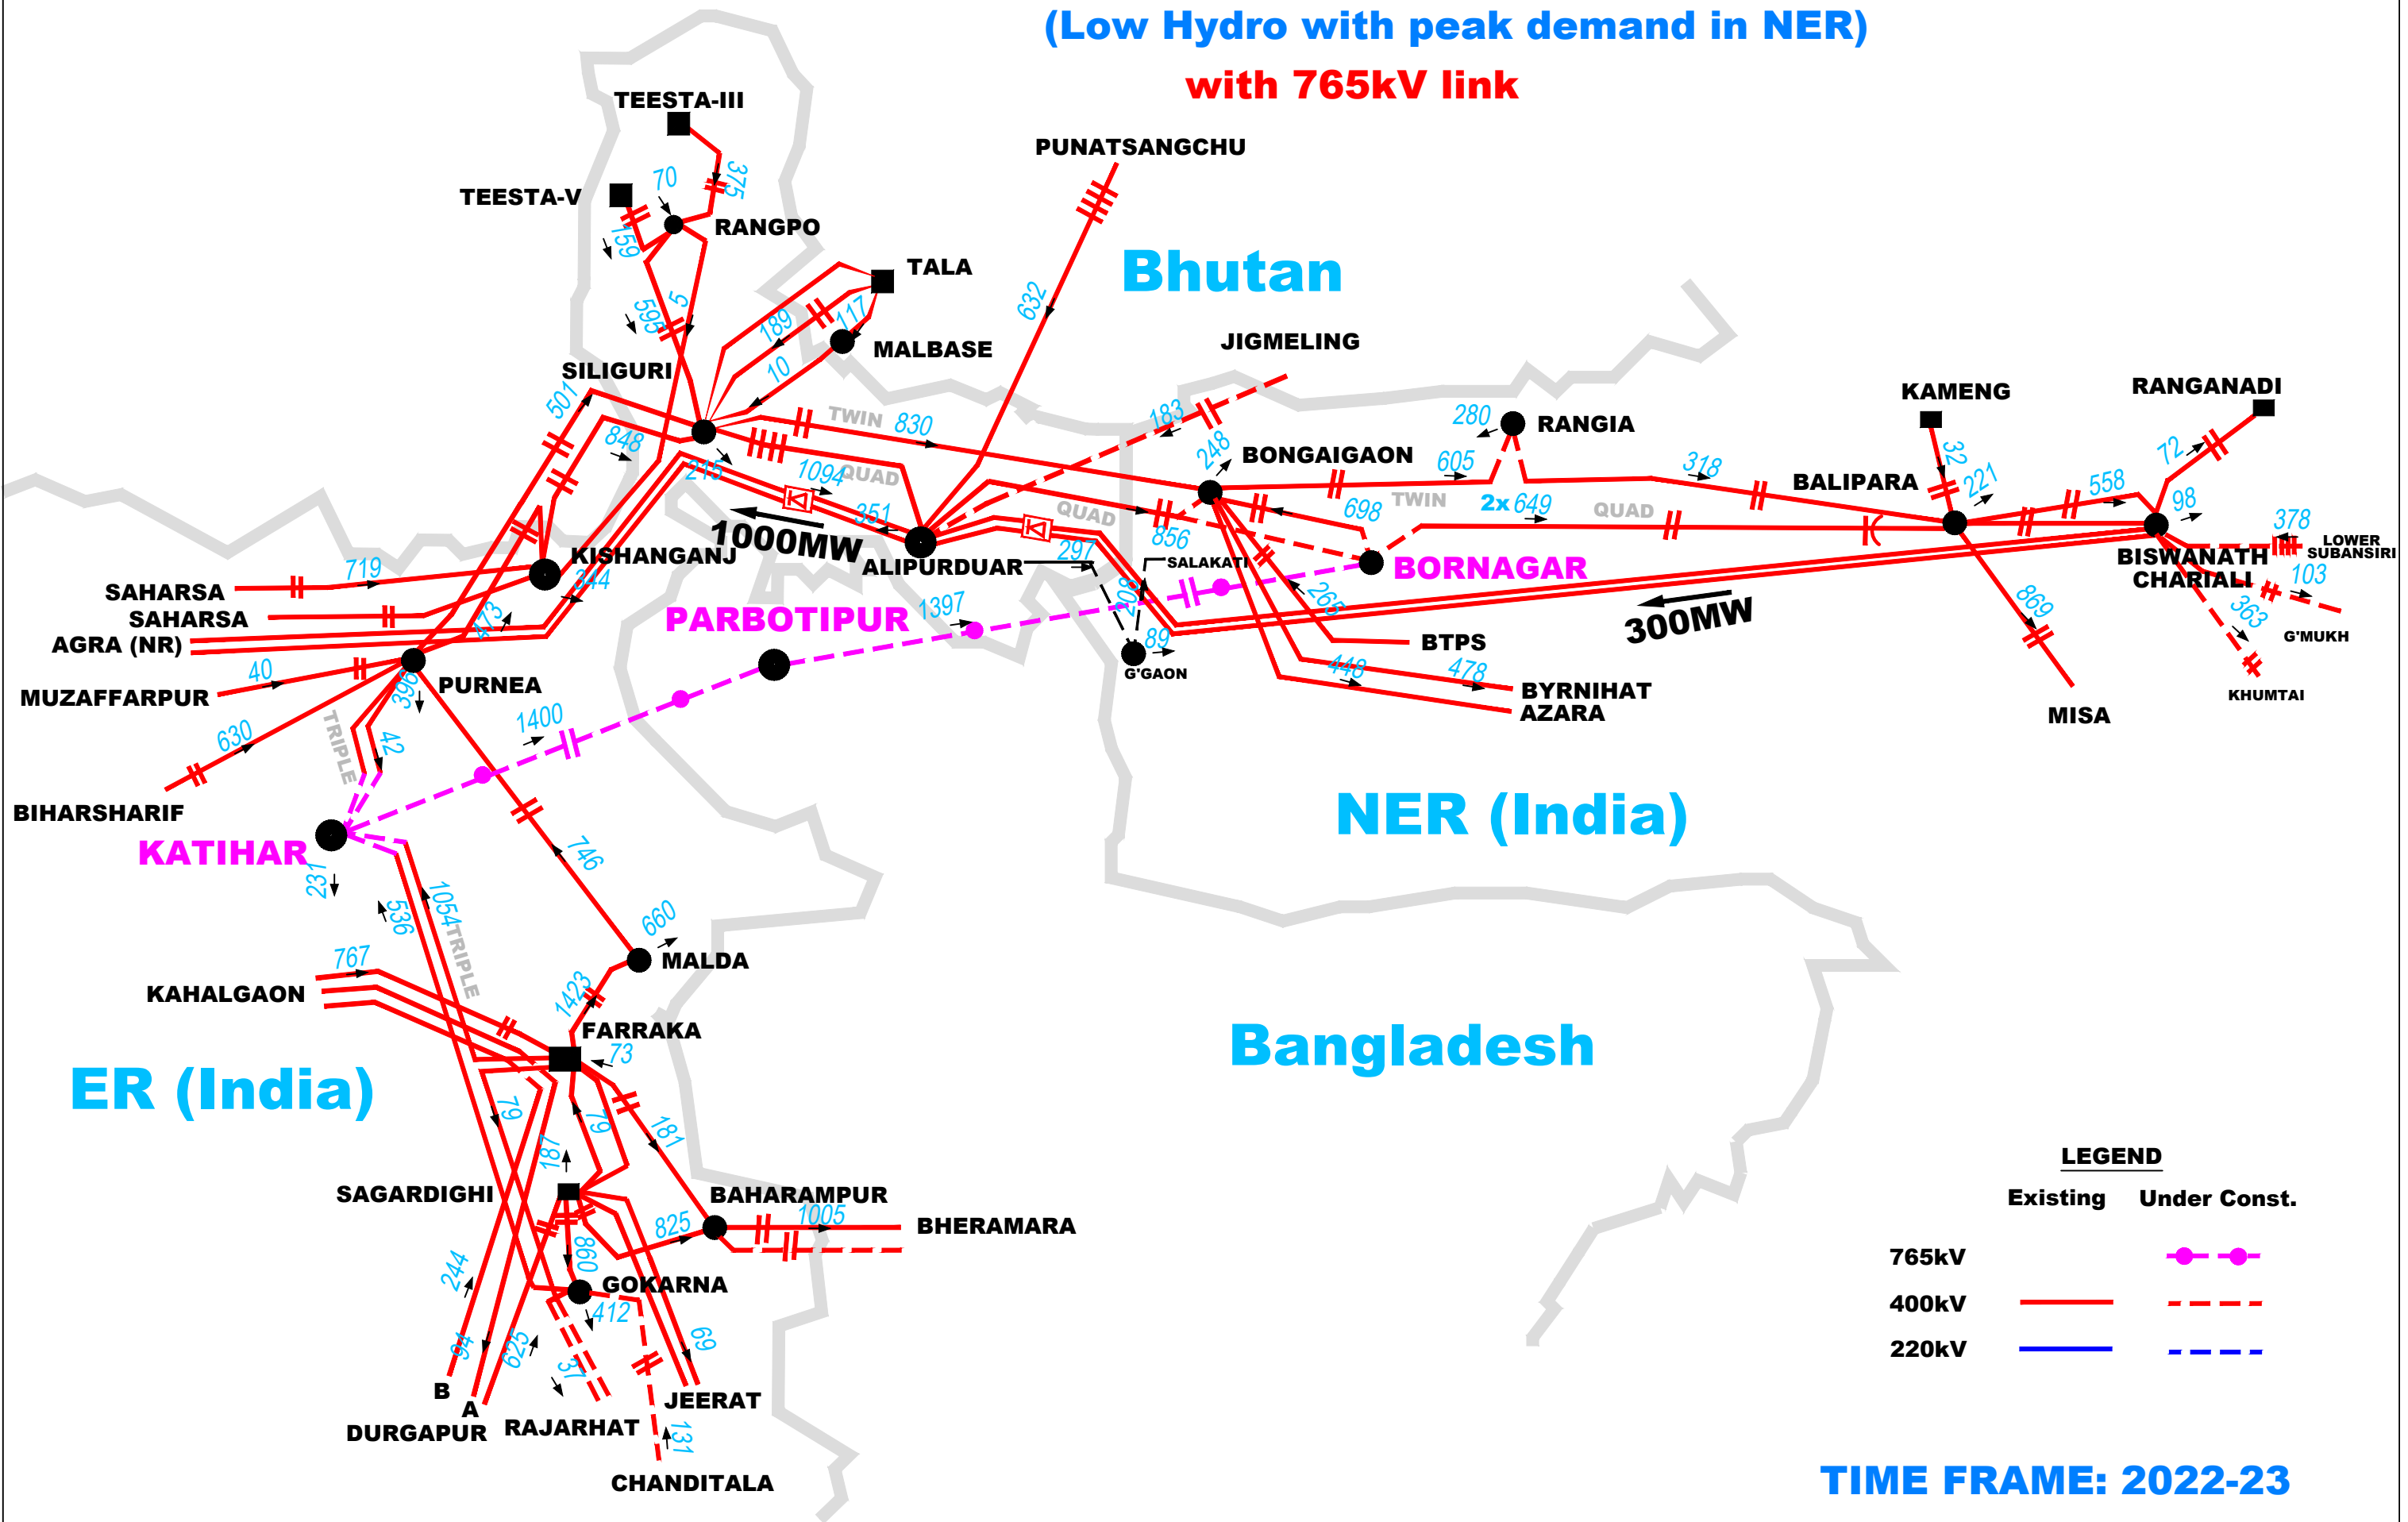 (Low Hydro with peak demand in NER)
with 765kV link
TEESTA-III
PUNATSANGCHU
70
375
TEESTA-V
RANGPO
159
Bhutan
TALA
595
5
189
117
632
MALBASE
JIGMELING
10
SILIGURI
501
KAMENG
RANGANADI
TWIN
830
183
280
RANGIA
848
248
BONGAIGAON
32
72
215
1094
QUAD
605
318
BALIPARA
221
558
TWIN
2x 649
QUAD
98
351
QUAD
698
378
1000MW
856
LOWER
SUBANSIRI
KISHANGANJ
297
ALIPURDUAR
SALAKATI
BORNAGAR
BISWANATH
CHARIALI
103
SAHARSA
719
344
208
265
869
363
SAHARSA
473
PARBOTIPUR
1397
300MW
G'MUKH
AGRA (NR)
89
BTPS
MUZAFFARPUR
40
PURNEA
396
G'GAON
448
478
BYRNIHAT
KHUMTAI
AZARA
MISA
TRIPLE
42
1400
630
BIHARSHARIF
NER (India)
KATIHAR
231
746
536
1054
TRIPLE
660
767
MALDA
KAHALGAON
1423
FARRAKA
73
Bangladesh
ER (India)
79
79
181
187
LEGEND
SAGARDIGHI
BAHARAMPUR
Existing
Under Const.
825
1005
BHERAMARA
860
765kV
244
GOKARNA
412
400kV
94
625
37
69
220kV
B
A
JEERAT
DURGAPUR
RAJARHAT
131
CHANDITALA
TIME FRAME: 2022-23